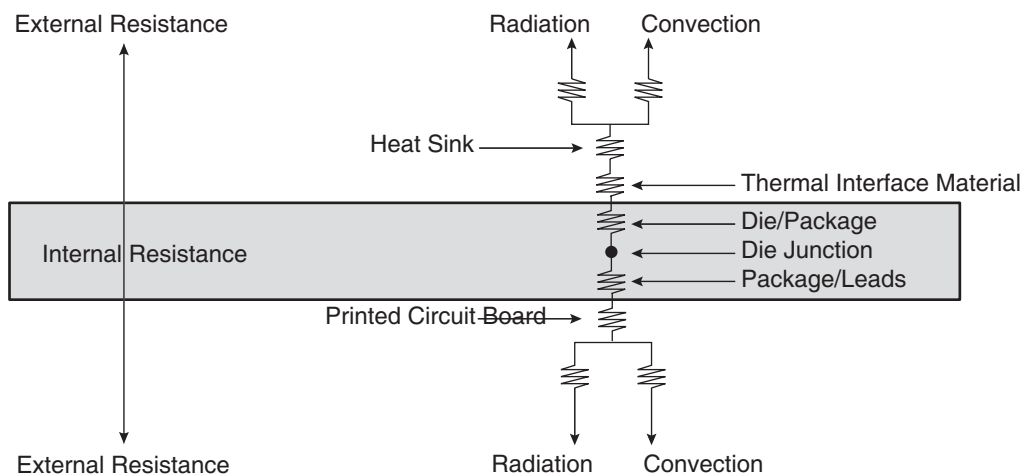 External Resistance
Radiation
Convection
Heat Sink
Thermal Interface Material
Die/Package
Internal Resistance
Die Junction
Package/Leads
Printed Circuit Board
External Resistance
Radiation
Convection